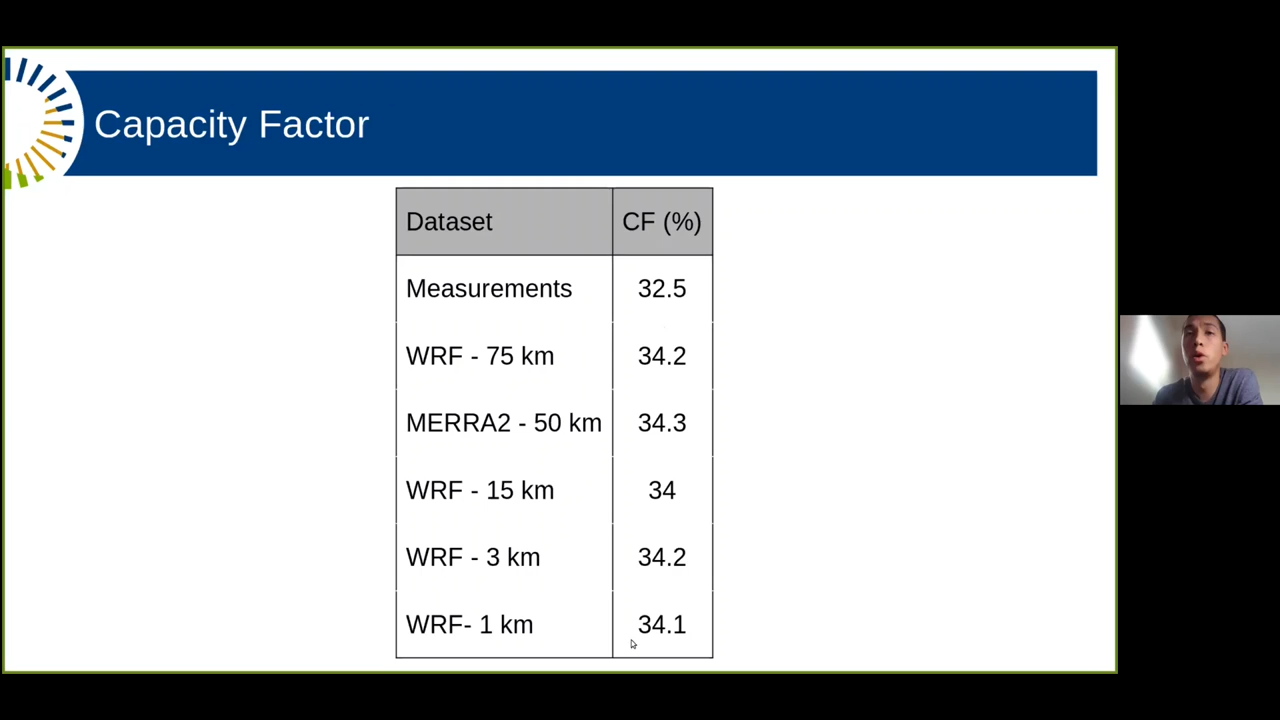 Capacity Factor
Dataset CF (%)
Measurements 32.5
WRF - 75 km 34.2
MERRA2 - 50 km 34.3
WRF - 15 km 34
WRF - 3 km 34.2
WRF- 1 km 34.1